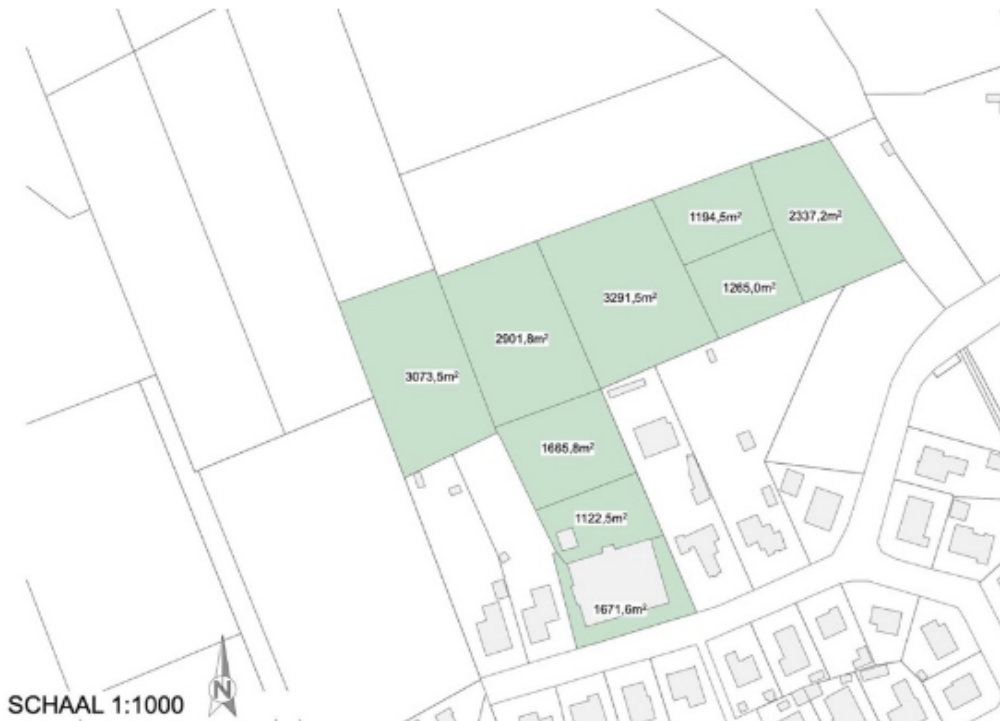 1194,5m²
2337,2m²
1265,0m²
3291,5m²
2901,8m²
3073,5m²
1665,8m²
1122,5m²
1671,6m²
SCHAAL 1:1000
N